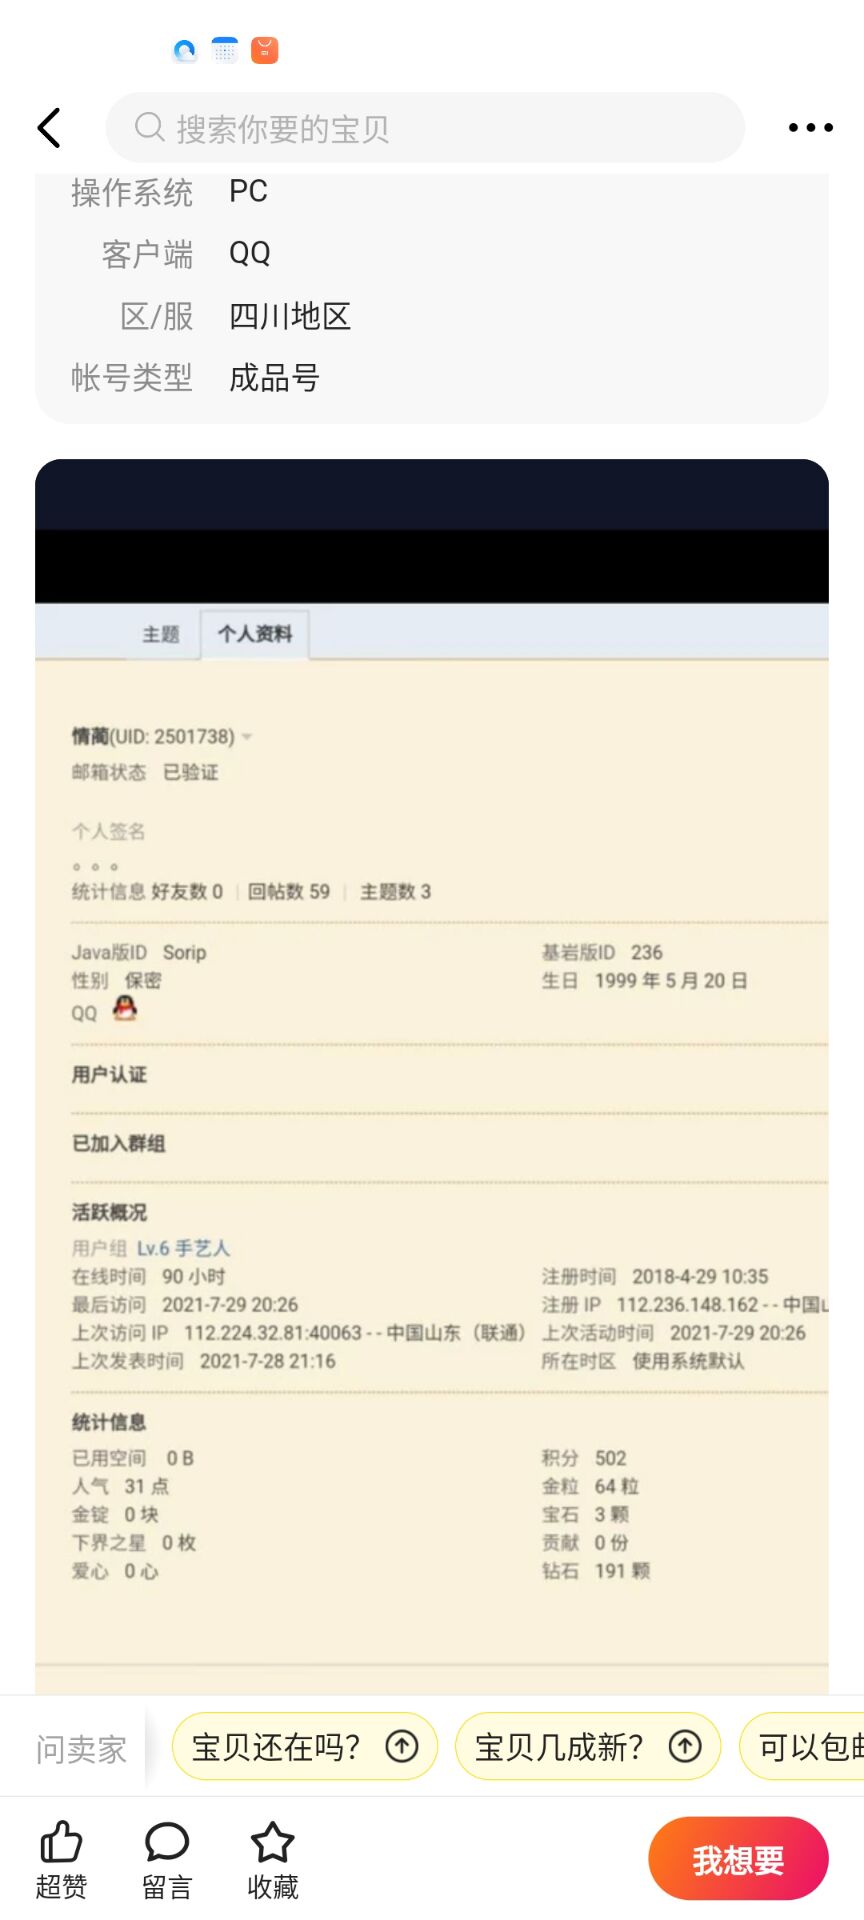 搜索你要的宝贝
操作系统 PC
客户端 QQ
区/服 四川地区
帐号类型 成品号
主题 个人资料
情蔺(UID: 2501738)
邮箱状态 已验证
个人签名
。。。
统计信息 好友数 0 | 回帖数 59 | 主题数 3
Java版ID Sorip 基岩版ID 236
性别 保密 生日 1999 年 5 月 20 日
QQ
用户认证
已加入群组
活跃概况
用户组 Lv.6 手艺人
在线时间 90 小时 注册时间 2018-4-29 10:35
最后访问 2021-7-29 20:26 注册 IP 112.236.148.162 - - 中国
上次访问 IP 112.224.32.81:40063 - - 中国山东（联通） 上次活动时间 2021-7-29 20:26
上次发表时间 2021-7-28 21:16 所在时区 使用系统默认
统计信息
已用空间 0 B 积分 502
人气 31 点 金粒 64 粒
金锭 0 块 宝石 3 颗
下界之星 0 枚 贡献 0 份
爱心 0 心 钻石 191 颗
问卖家 宝贝还在吗？ 宝贝几成新？ 可以包邮
超赞 留言 收藏 我想要